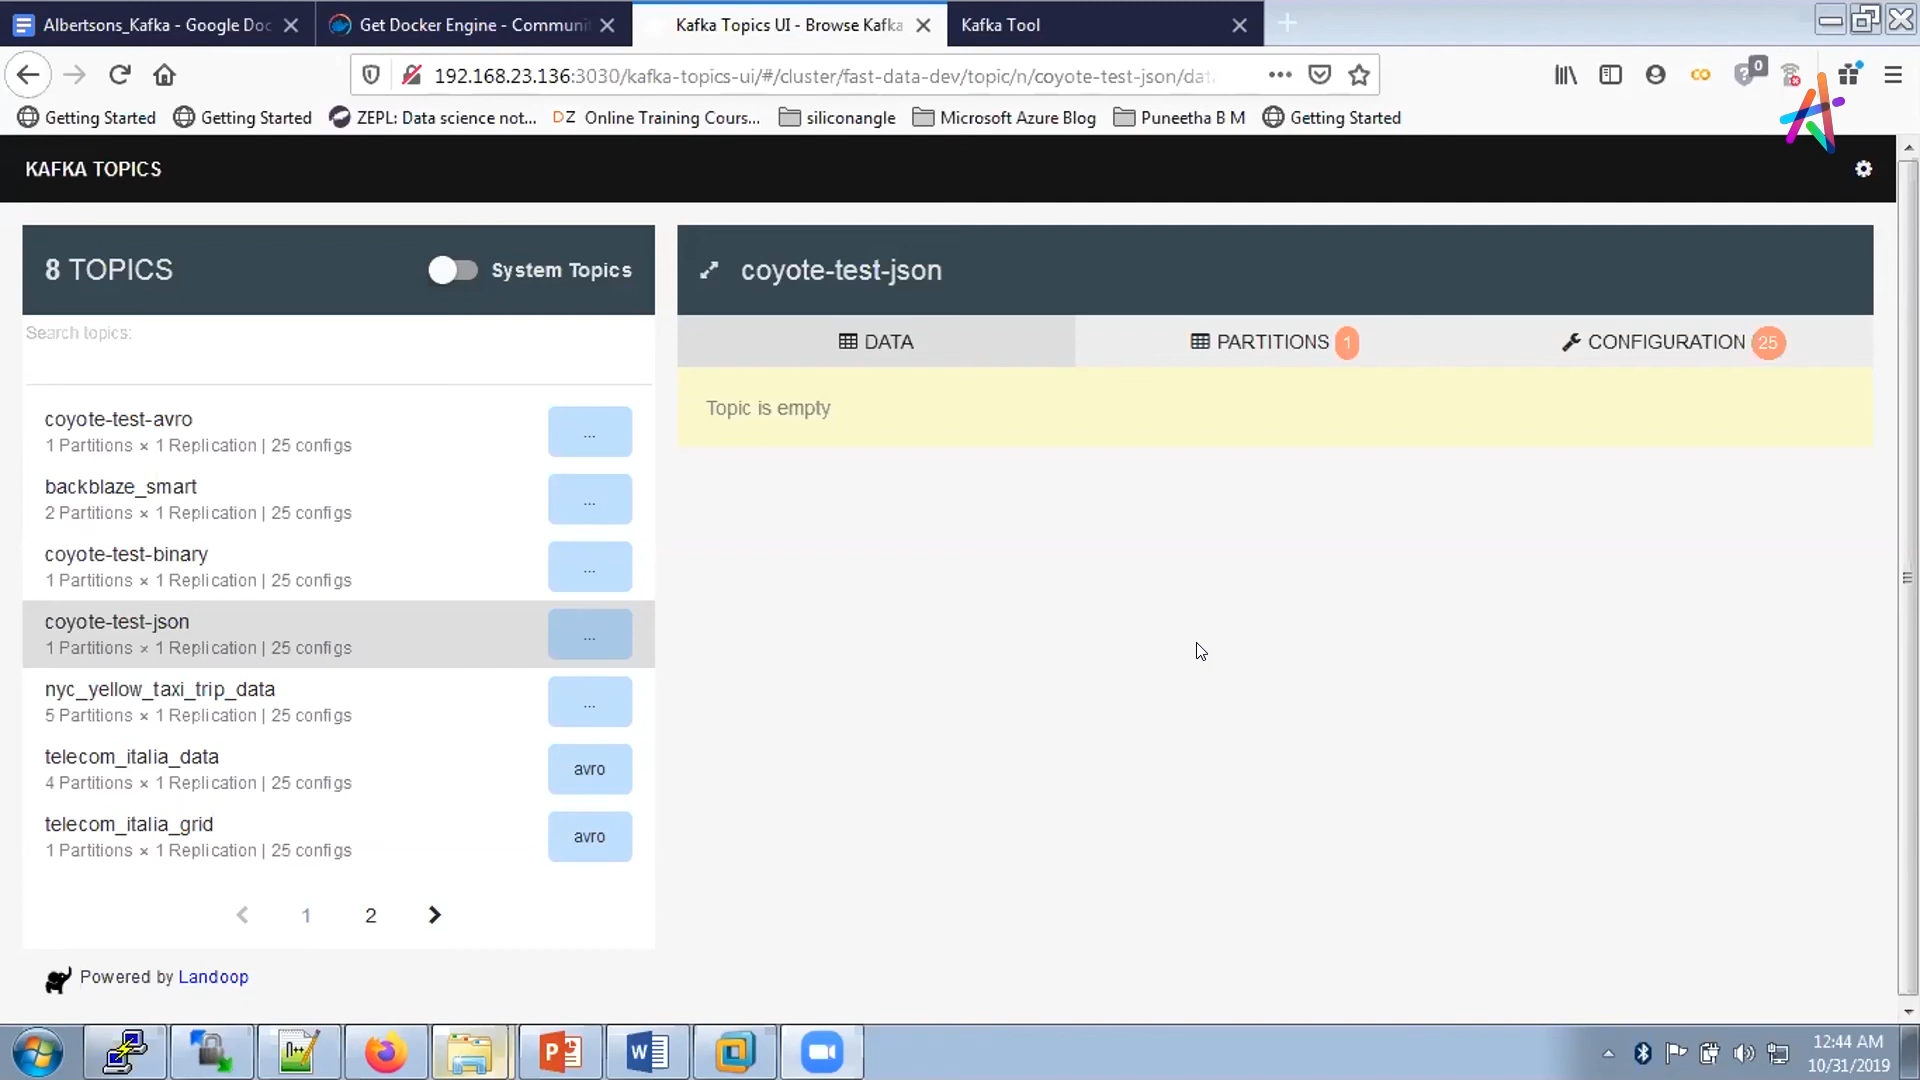 Albertsons_Kafka - Google Doc
Get Docker Engine - Communi
Kafka Topics UI - Browse Kafka
Kafka Tool
192.168.23.136:3030/kafka-topics-ui/#/cluster/fast-data-dev/topic/n/coyote-test-json/data
0
Getting Started
Getting Started
ZEPL: Data science not...
DZ Online Training Cours...
siliconangle
Microsoft Azure Blog
Puneetha B M
Getting Started
KAFKA TOPICS
8 TOPICS
System Topics
Search topics:
coyote-test-avro
1 Partitions × 1 Replication | 25 configs
...
backblaze_smart
2 Partitions × 1 Replication | 25 configs
...
coyote-test-binary
1 Partitions × 1 Replication | 25 configs
...
coyote-test-json
1 Partitions × 1 Replication | 25 configs
...
nyc_yellow_taxi_trip_data
5 Partitions × 1 Replication | 25 configs
...
telecom_italia_data
4 Partitions × 1 Replication | 25 configs
avro
telecom_italia_grid
1 Partitions × 1 Replication | 25 configs
avro
1 2
Powered by Landoop
coyote-test-json
DATA
PARTITIONS 1
CONFIGURATION 25
Topic is empty
12:44 AM
10/31/2019